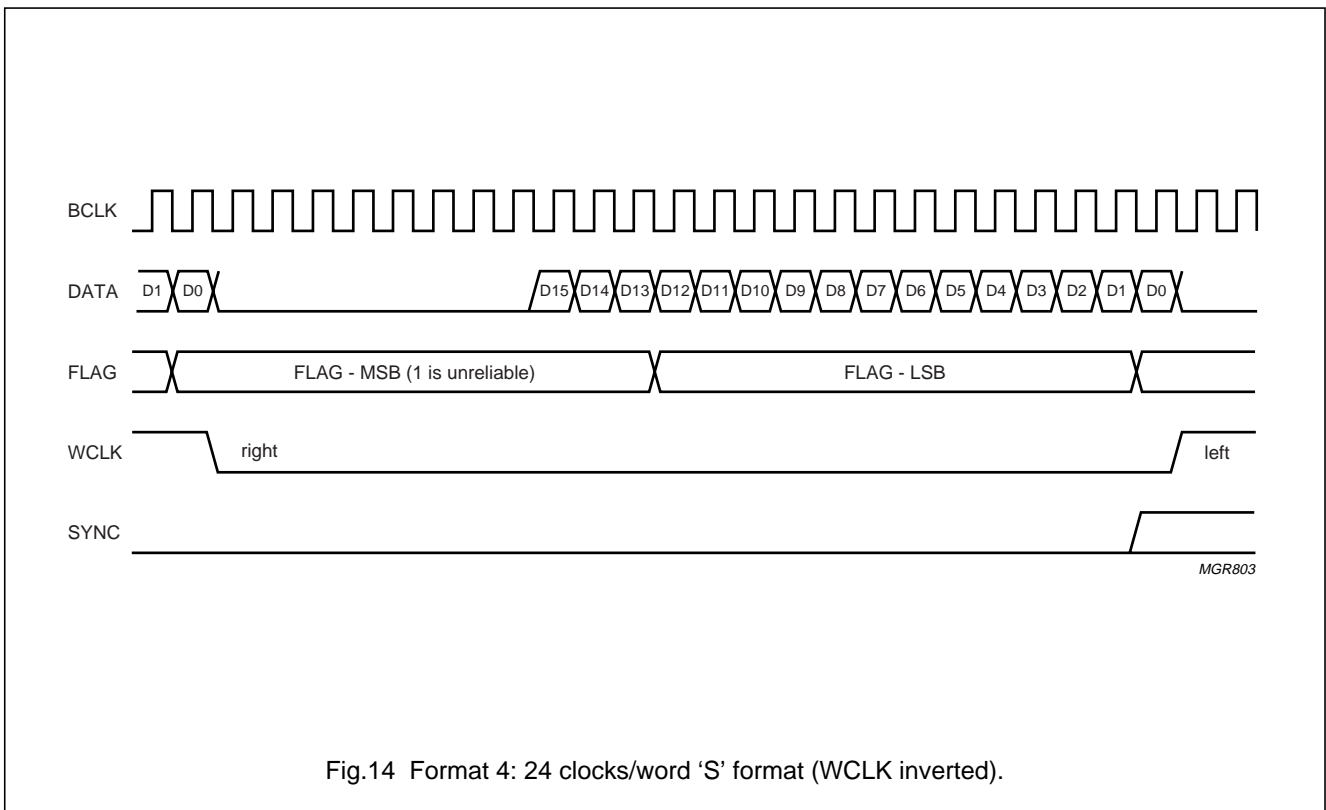 BCLK
DATA D1 D0 D15 D14 D13 D12 D11 D10 D9 D8 D7 D6 D5 D4 D3 D2 D1 D0
FLAG FLAG - MSB (1 is unreliable) FLAG - LSB
WCLK right left
SYNC
MGR803
Fig.14 Format 4: 24 clocks/word ‘S’ format (WCLK inverted).